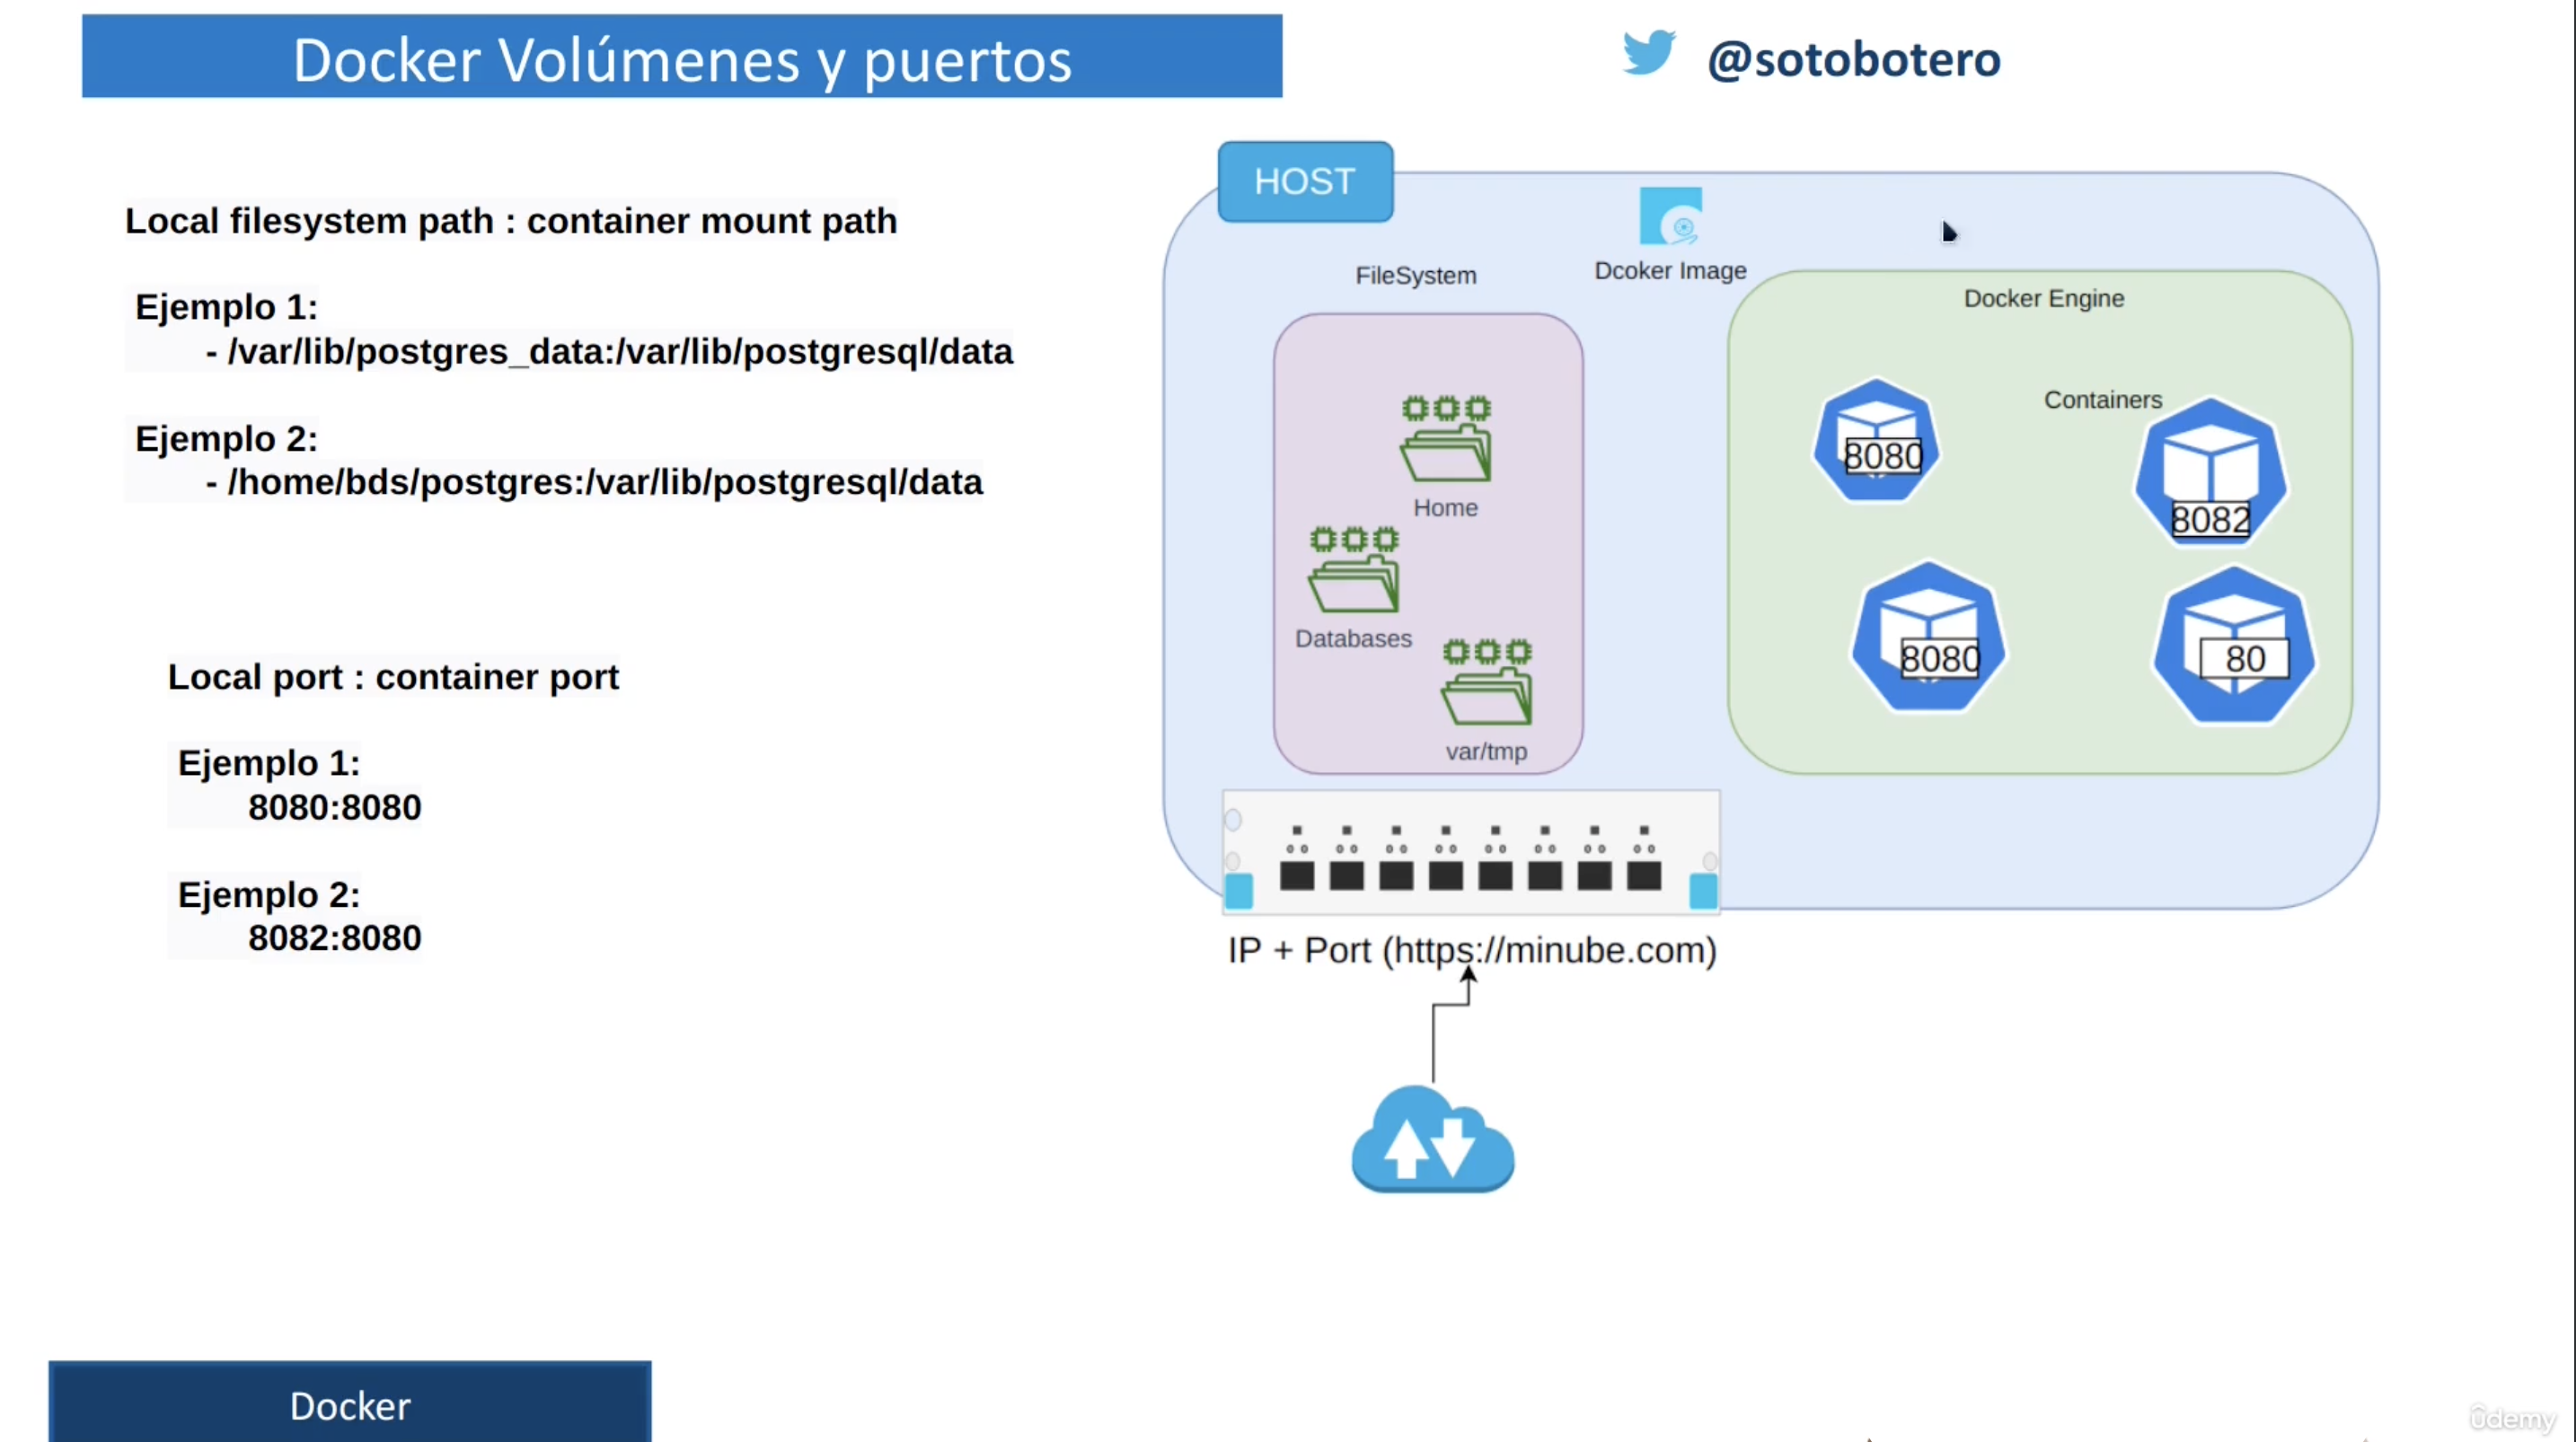 Docker Volúmenes y puertos
@sotobotero
Local filesystem path : container mount path
Ejemplo 1:
- /var/lib/postgres_data:/var/lib/postgresql/data
Ejemplo 2:
- /home/bds/postgres:/var/lib/postgresql/data
Local port : container port
Ejemplo 1:
8080:8080
Ejemplo 2:
8082:8080
HOST
FileSystem
Dcoker Image
Docker Engine
Containers
8080
8082
8080
80
Home
Databases
var/tmp
IP + Port (https://minube.com)
Docker
ûdemy